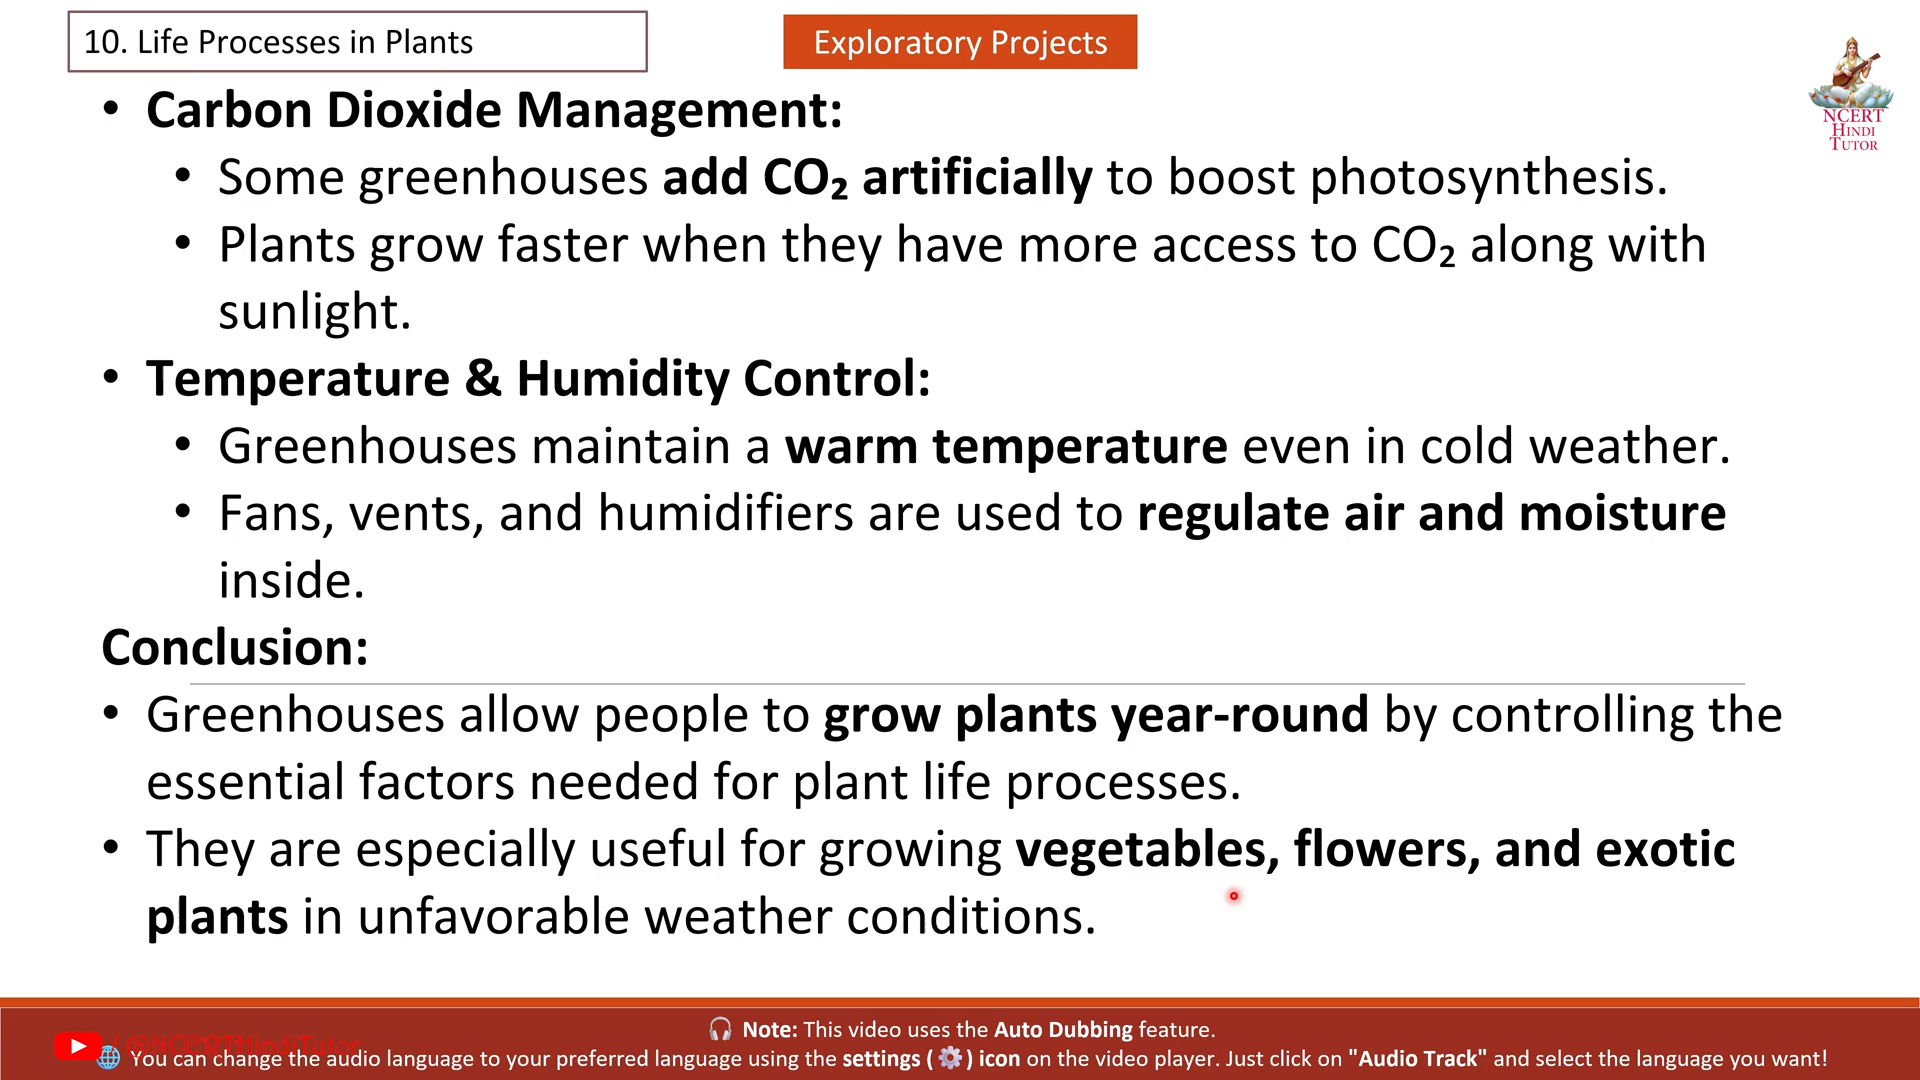 10. Life Processes in Plants
Exploratory Projects
NCERT
HINDI
TUTOR
• Carbon Dioxide Management:
• Some greenhouses add CO₂ artificially to boost photosynthesis.
• Plants grow faster when they have more access to CO₂ along with
sunlight.
• Temperature & Humidity Control:
• Greenhouses maintain a warm temperature even in cold weather.
• Fans, vents, and humidifiers are used to regulate air and moisture
inside.
Conclusion:
• Greenhouses allow people to grow plants year-round by controlling the
essential factors needed for plant life processes.
• They are especially useful for growing vegetables, flowers, and exotic
plants in unfavorable weather conditions.
🎧 Note: This video uses the Auto Dubbing feature.
/@NCERTHindiTutor
🌐 You can change the audio language to your preferred language using the settings ( ⚙️ ) icon on the video player. Just click on "Audio Track" and select the language you want!